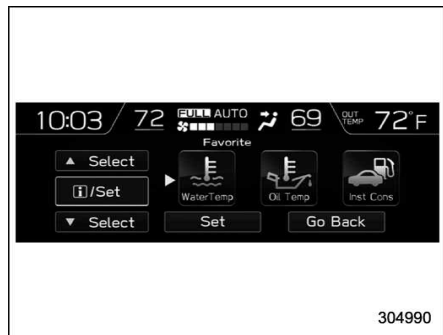 10:03 72 FULL AUTO 69 OUT TEMP 72°F
Favorite
▲ Select
i/Set
▼ Select
WaterTemp Oil Temp Inst Cons
Set Go Back
304990